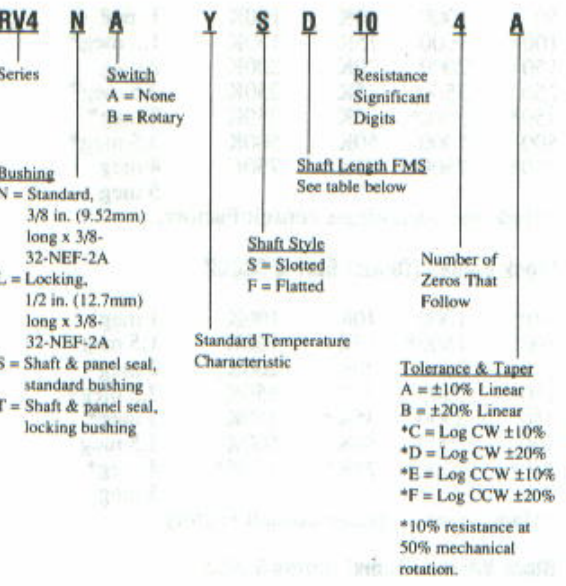 RV4 N A Y S D 10 4 A
Series
Switch
A = None
B = Rotary
Resistance
Significant
Digits
Bushing
N = Standard,
3/8 in. (9.52mm)
long x 3/8-
32-NEF-2A
L = Locking,
1/2 in. (12.7mm)
long x 3/8-
32-NEF-2A
S = Shaft & panel seal,
standard bushing
T = Shaft & panel seal,
locking bushing
Shaft Length FMS
See table below
Shaft Style
S = Slotted
F = Flatted
Number of
Zeros That
Follow
Standard Temperature
Characteristic
Tolerance & Taper
A = ±10% Linear
B = ±20% Linear
*C = Log CW ±10%
*D = Log CW ±20%
*E = Log CCW ±10%
*F = Log CCW ±20%
*10% resistance at
50% mechanical
rotation.